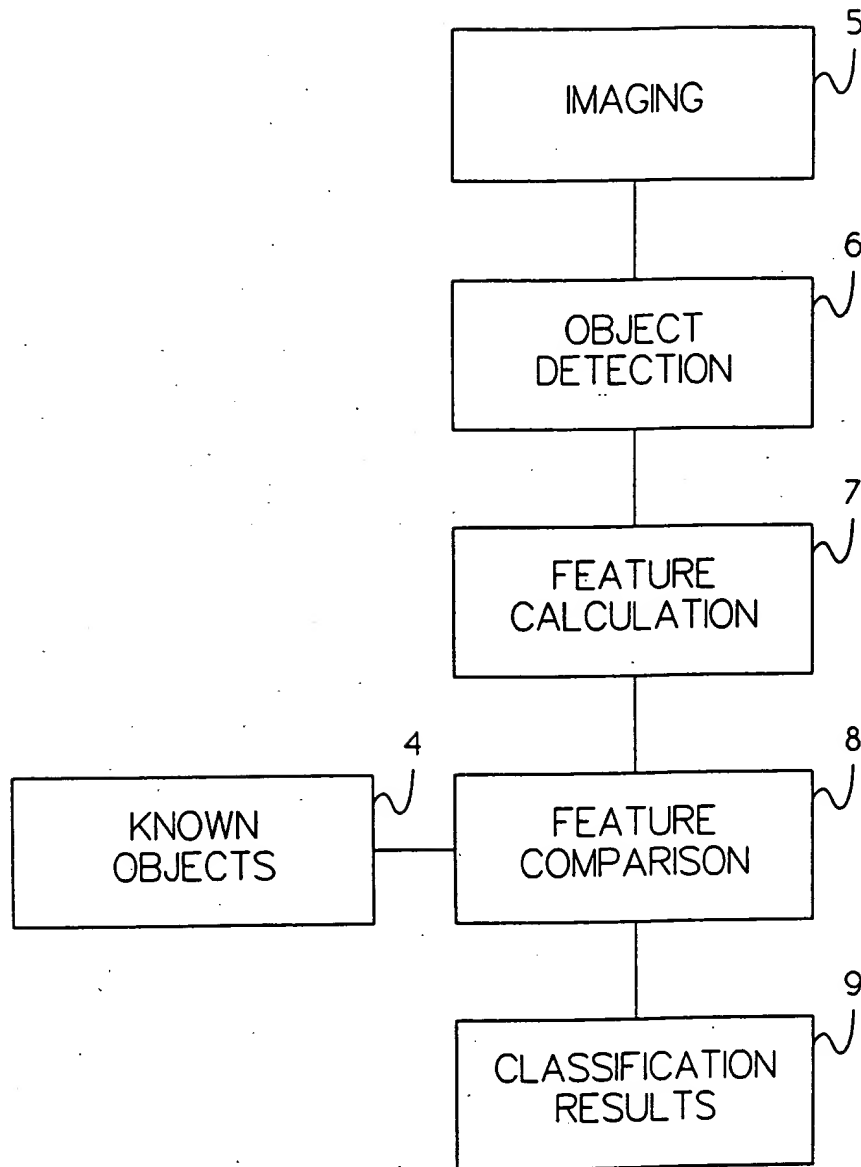 5
IMAGING
6
OBJECT
DETECTION
7
FEATURE
CALCULATION
4
KNOWN
OBJECTS
8
FEATURE
COMPARISON
9
CLASSIFICATION
RESULTS